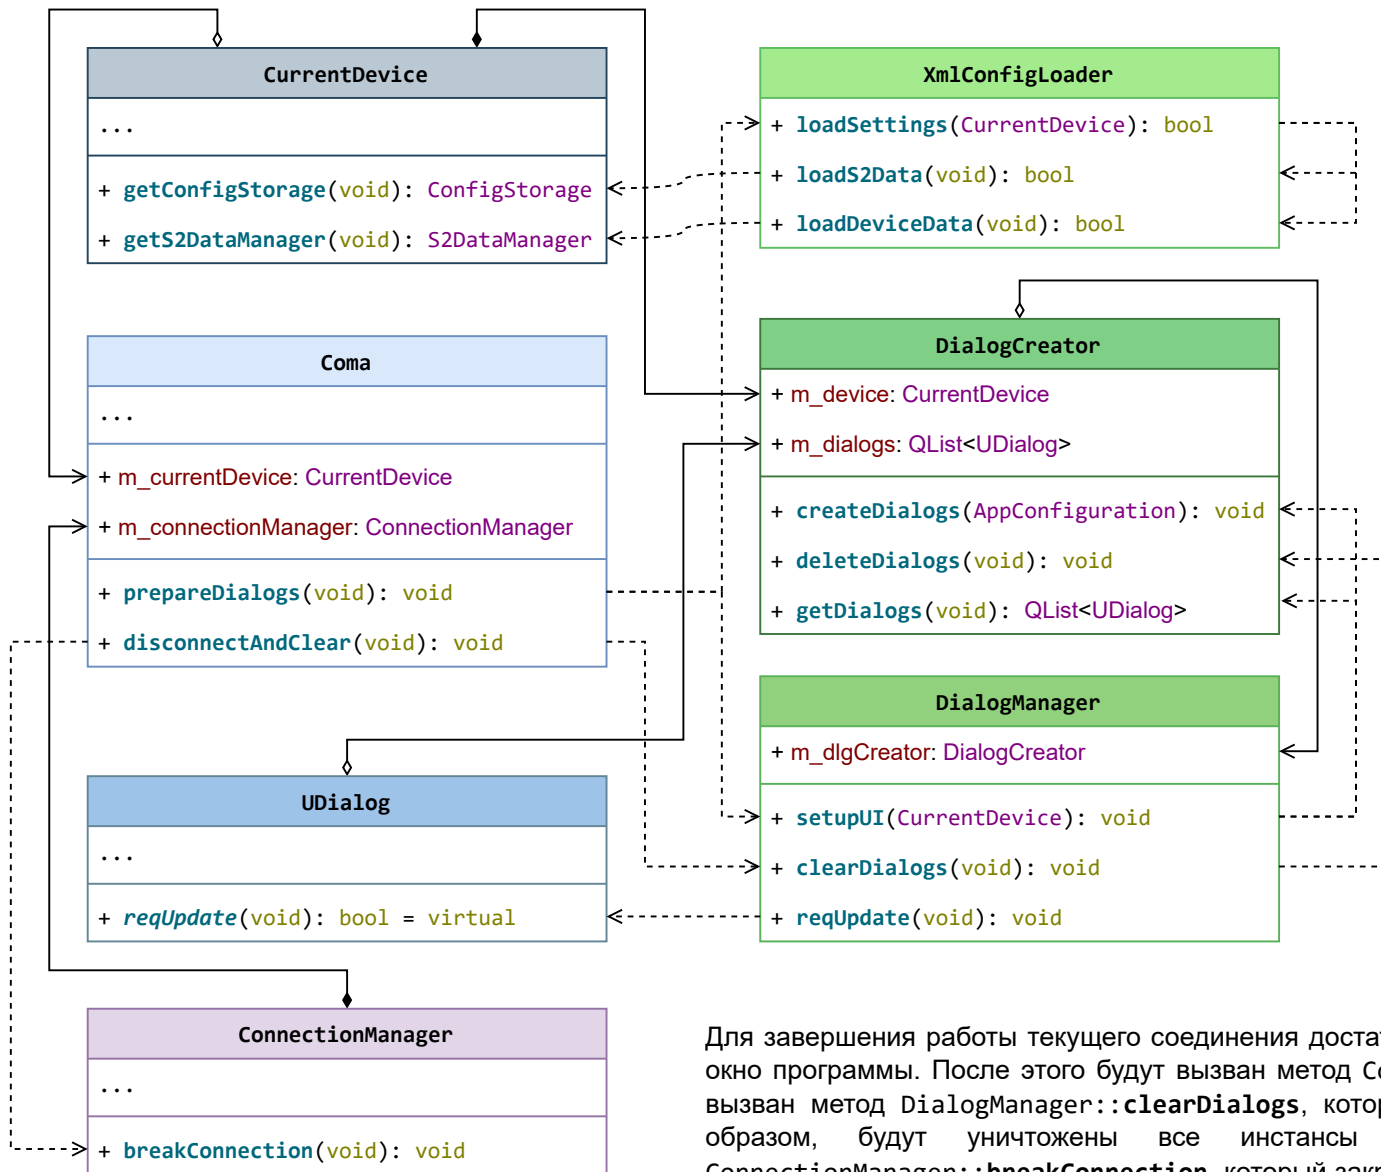 CurrentDevice
...
+ getConfigStorage(void): ConfigStorage
+ getS2DataManager(void): S2DataManager
XmlConfigLoader
+ loadSettings(CurrentDevice): bool
+ loadS2Data(void): bool
+ loadDeviceData(void): bool
Coma
...
+ m_currentDevice: CurrentDevice
+ m_connectionManager: ConnectionManager
+ prepareDialogs(void): void
+ disconnectAndClear(void): void
DialogCreator
+ m_device: CurrentDevice
+ m_dialogs: QList<UDialog>
+ createDialogs(AppConfiguration): void
+ deleteDialogs(void): void
+ getDialogs(void): QList<UDialog>
UDialog
...
+ reqUpdate(void): bool = virtual
DialogManager
+ m_dlgCreator: DialogCreator
+ setupUI(CurrentDevice): void
+ clearDialogs(void): void
+ reqUpdate(void): void
ConnectionManager
...
+ breakConnection(void): void
Для завершения работы текущего соединения
окно программы. После этого будут вызван метод
вызван метод DialogManager::clearDialogs,
образом, будут уничтожены все инстансы
ConnectionManager::breakConnection, который